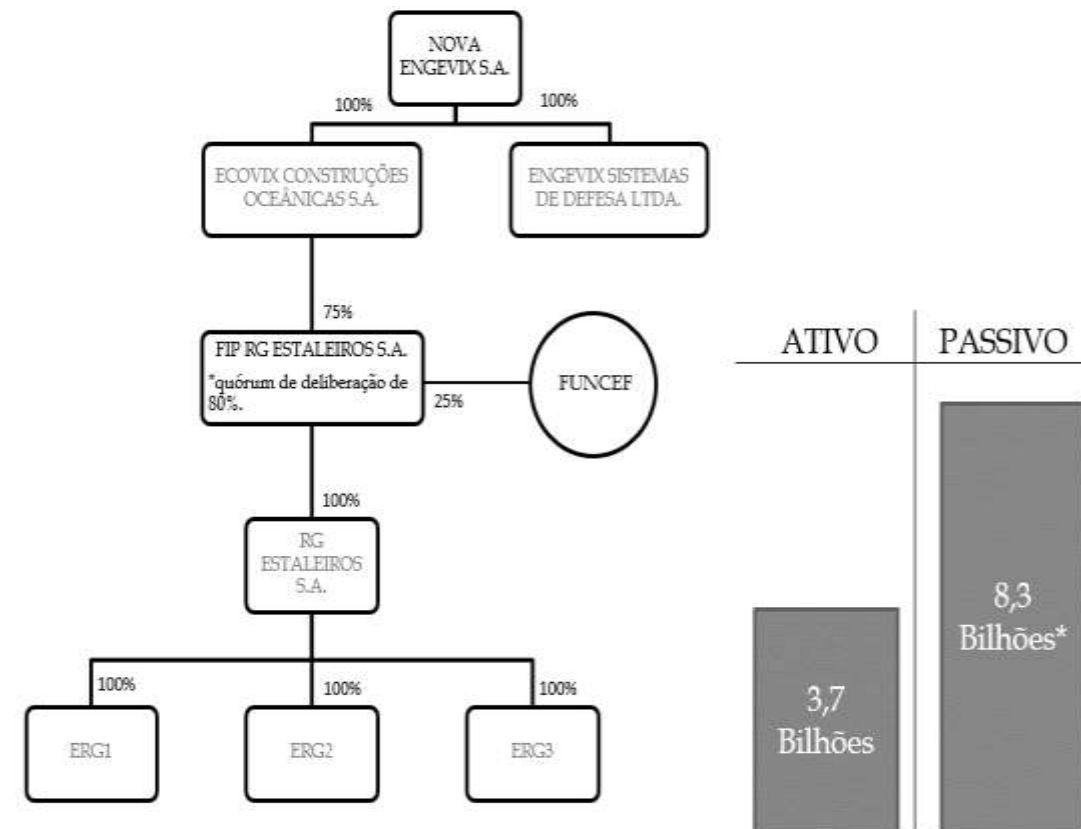 NOVA
ENGEVIX S.A.
100%
100%
ECOVIX CONSTRUÇÕES
OCEÂNICAS S.A.
ENGEVIX SISTEMAS
DE DEFESA LTDA.
75%
FIP RG ESTALEIROS S.A.
*quórum de deliberação de
80%.
25%
FUNCEF
100%
RG
ESTALEIROS
S.A.
100%
100%
100%
ERG1
ERG2
ERG3
ATIVO
PASSIVO
3,7
Bilhões
8,3
Bilhões*